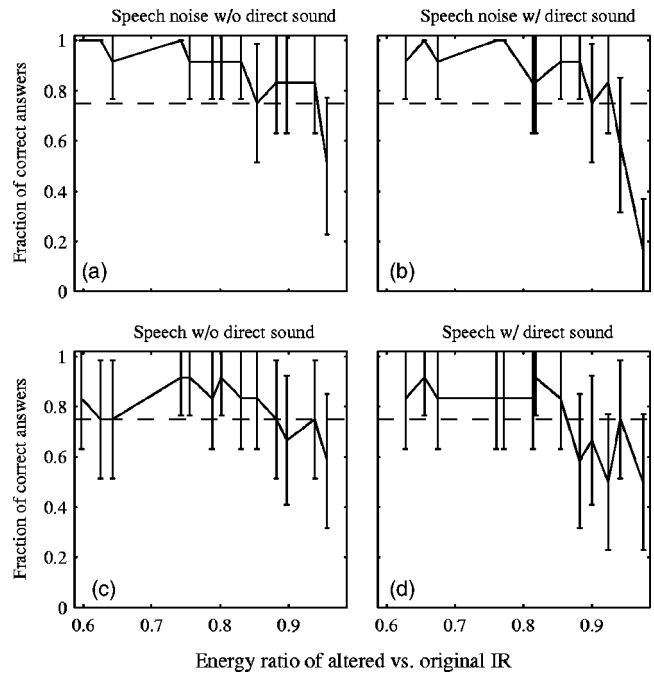 Speech noise w/o direct sound
Speech noise w/ direct sound
Fraction of correct answers
1
0.8
0.6
0.4
0.2
0
(a)
(b)
Speech w/o direct sound
Speech w/ direct sound
Fraction of correct answers
1
0.8
0.6
0.4
0.2
0
(c)
(d)
0.6 0.7 0.8 0.9
0.6 0.7 0.8 0.9
Energy ratio of altered vs. original IR